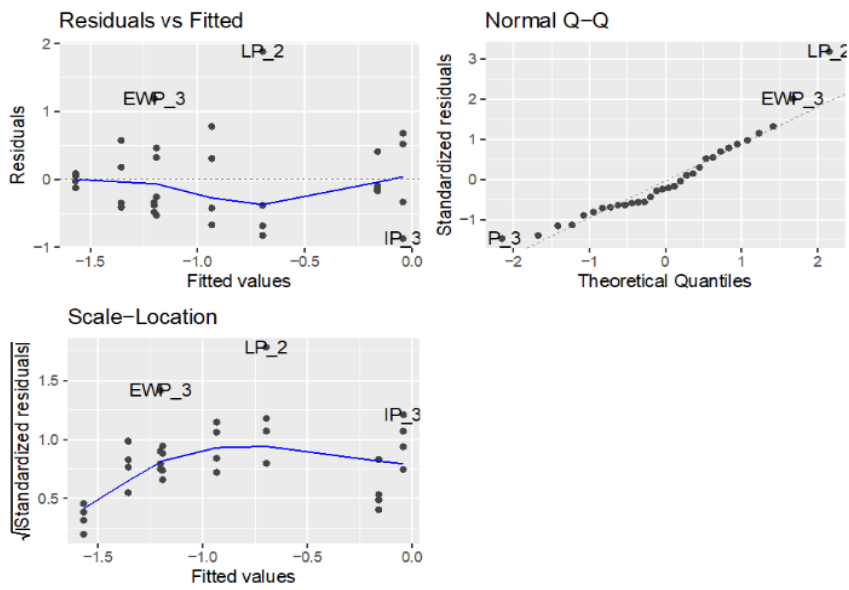 Residuals vs Fitted
Residuals
2
1
0
−1
LP_2
EWP_3
IP_3
−1.5
−1.0
−0.5
0.0
Fitted values
Normal Q−Q
Standardized residuals
3
2
1
0
−1
LP_2
EWP_3
P_3
−2
−1
0
1
2
Theoretical Quantiles
Scale−Location
√|Standardized residuals|
1.5
1.0
0.5
LP_2
EWP_3
IP_3
−1.5
−1.0
−0.5
0.0
Fitted values